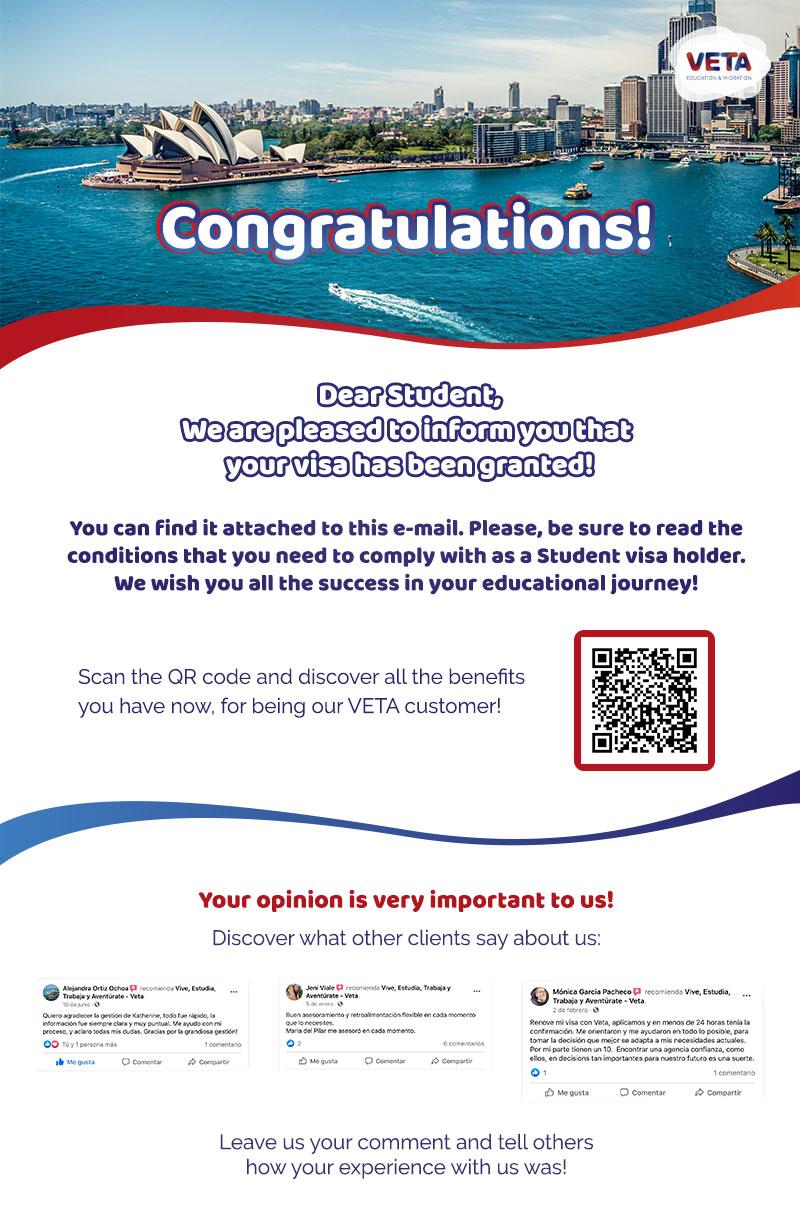 VETA
EDUCATION & MIGRATION
Congratulations!
Dear Student,
We are pleased to inform you that
your visa has been granted!
You can find it attached to this e-mail. Please, be sure to read the
conditions that you need to comply with as a Student visa holder.
We wish you all the success in your educational journey!
Scan the QR code and discover all the benefits
you have now, for being our VETA customer!
Your opinion is very important to us!
Discover what other clients say about us:
Alejandra Ortiz Ochoa recomienda Vive, Estudia,
Trabaja y Aventúrate - Veta.
10 de junio ·
Quiero agradecer la gestión de Katherine, todo fue rápido, la
información fue siempre clara y muy puntual. Me ayudo con mi
proceso, y aclaro todas mis dudas. Gracias por la grandiosa gestión!
Tú y 1 persona más 1 comentario
Me gusta Comentar Compartir
Jeni Viale recomienda Vive, Estudia, Trabaja y
Aventúrate - Veta.
5 de enero ·
Buen asesoramiento y retroalimentación flexible en cada momento
que lo necesites.
María del Pilar me asesoró en cada momento.
2 6 comentarios
Me gusta Comentar Compartir
Mónica Garcia Pacheco recomienda Vive, Estudia,
Trabaja y Aventúrate - Veta.
2 de febrero ·
Renove mi visa con Veta, aplicamos y en menos de 24 horas tenía la
confirmación. Me orientaron y me ayudaron en todo lo posible, para
tomar la decisión que mejor se adapta a mis necesidades actuales.
Por mi parte tienen un 10. Encontrar una agencia confianza, como
ellos, en decisions tan importantes para nuestro futuro es una suerte.
1 1 comentario
Me gusta Comentar Compartir
Leave us your comment and tell others
how your experience with us was!